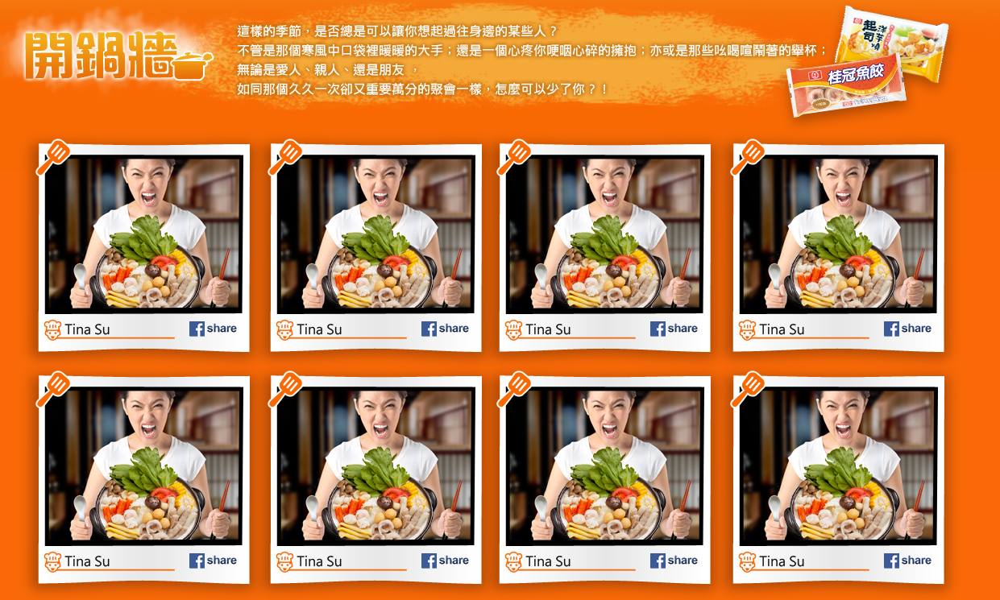 開鍋牆
這樣的季節，是否總是可以讓你想起過往身邊的某些人？
不管是那個寒風中口袋裡暖暖的大手；還是一個心疼你哽咽心碎的擁抱；亦或是那些吆喝喧鬧著的舉杯；
無論是愛人、親人、還是朋友 ，
如同那個久久一次卻又重要萬分的聚會一樣，怎麼可以少了你？！
起司
洋芋燒
桂冠魚餃
Tina Su
share
Tina Su
share
Tina Su
share
Tina Su
share
Tina Su
share
Tina Su
share
Tina Su
share
Tina Su
share